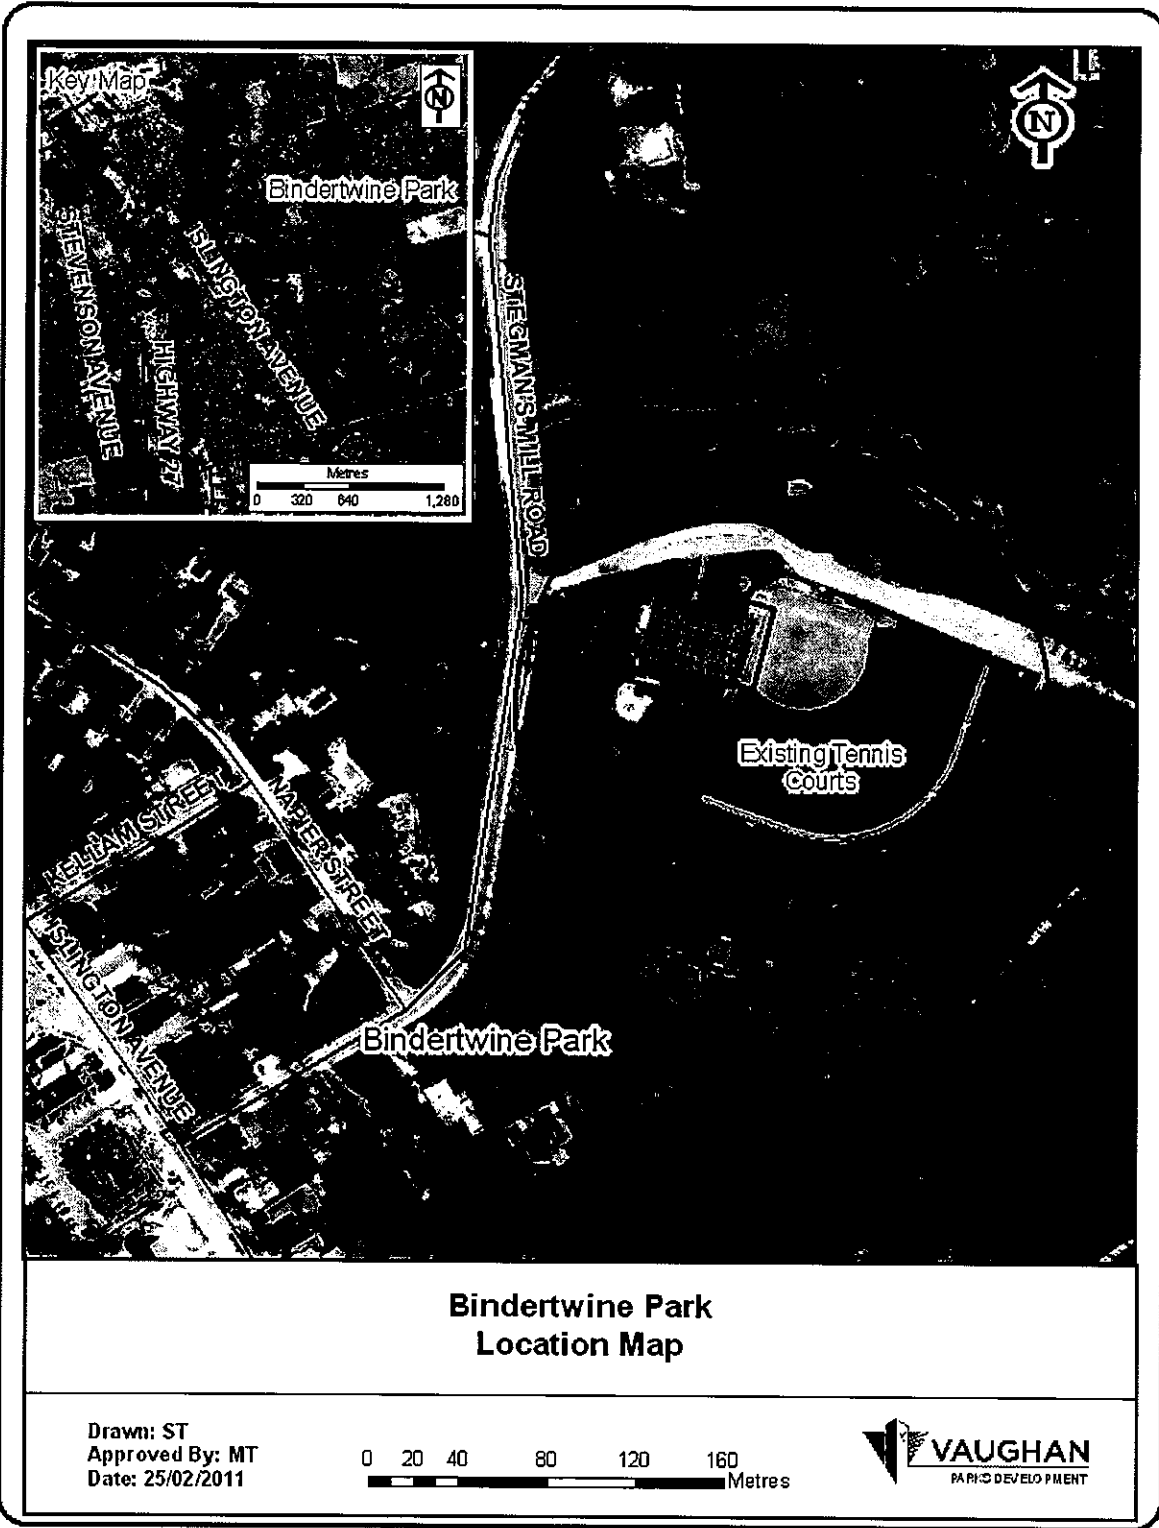 Key Map
N
Bindertwine Park
STEVENSON AVENUE
HIGHWAY 27
ISLINGTON AVENUE
Metres
0 320 640 1,280
N
STEGMAN'S MILL ROAD
Existing Tennis
Courts
KELLAM STREET
NAPIER STREET
ISLINGTON AVENUE
Bindertwine Park
Bindertwine Park
Location Map
Drawn: ST
Approved By: MT
Date: 25/02/2011
0 20 40 80 120 160
Metres
VAUGHAN
PARKS DEVELOPMENT